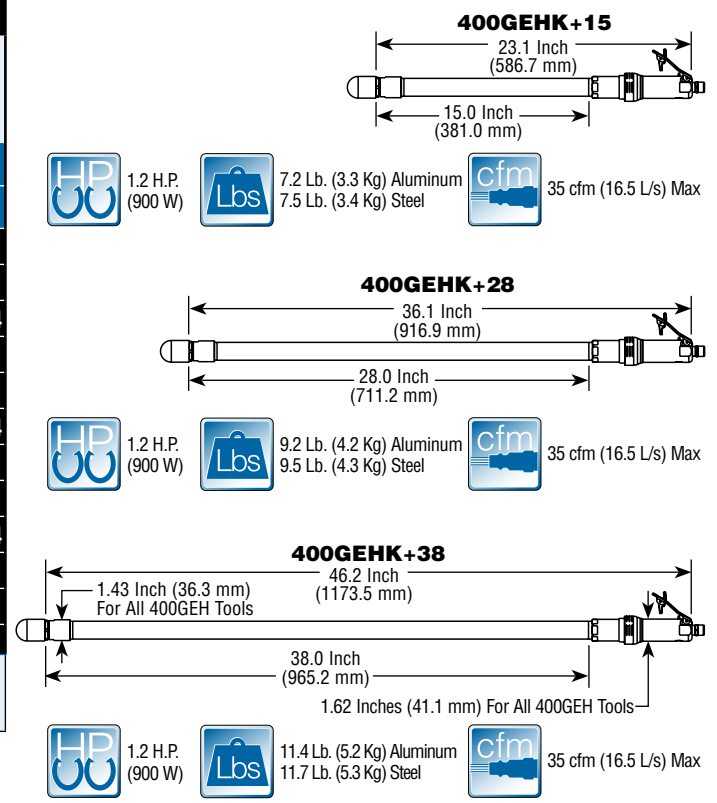 400GEHK+15
23.1 Inch
(586.7 mm)
15.0 Inch
(381.0 mm)
HP
1.2 H.P.
(900 W)
Lbs
7.2 Lb. (3.3 Kg) Aluminum
7.5 Lb. (3.4 Kg) Steel
cfm
35 cfm (16.5 L/s) Max
400GEHK+28
36.1 Inch
(916.9 mm)
28.0 Inch
(711.2 mm)
HP
1.2 H.P.
(900 W)
Lbs
9.2 Lb. (4.2 Kg) Aluminum
9.5 Lb. (4.3 Kg) Steel
cfm
35 cfm (16.5 L/s) Max
400GEHK+38
46.2 Inch
(1173.5 mm)
1.43 Inch (36.3 mm)
For All 400GEH Tools
38.0 Inch
(965.2 mm)
1.62 Inches (41.1 mm) For All 400GEH Tools
HP
1.2 H.P.
(900 W)
Lbs
11.4 Lb. (5.2 Kg) Aluminum
11.7 Lb. (5.3 Kg) Steel
cfm
35 cfm (16.5 L/s) Max